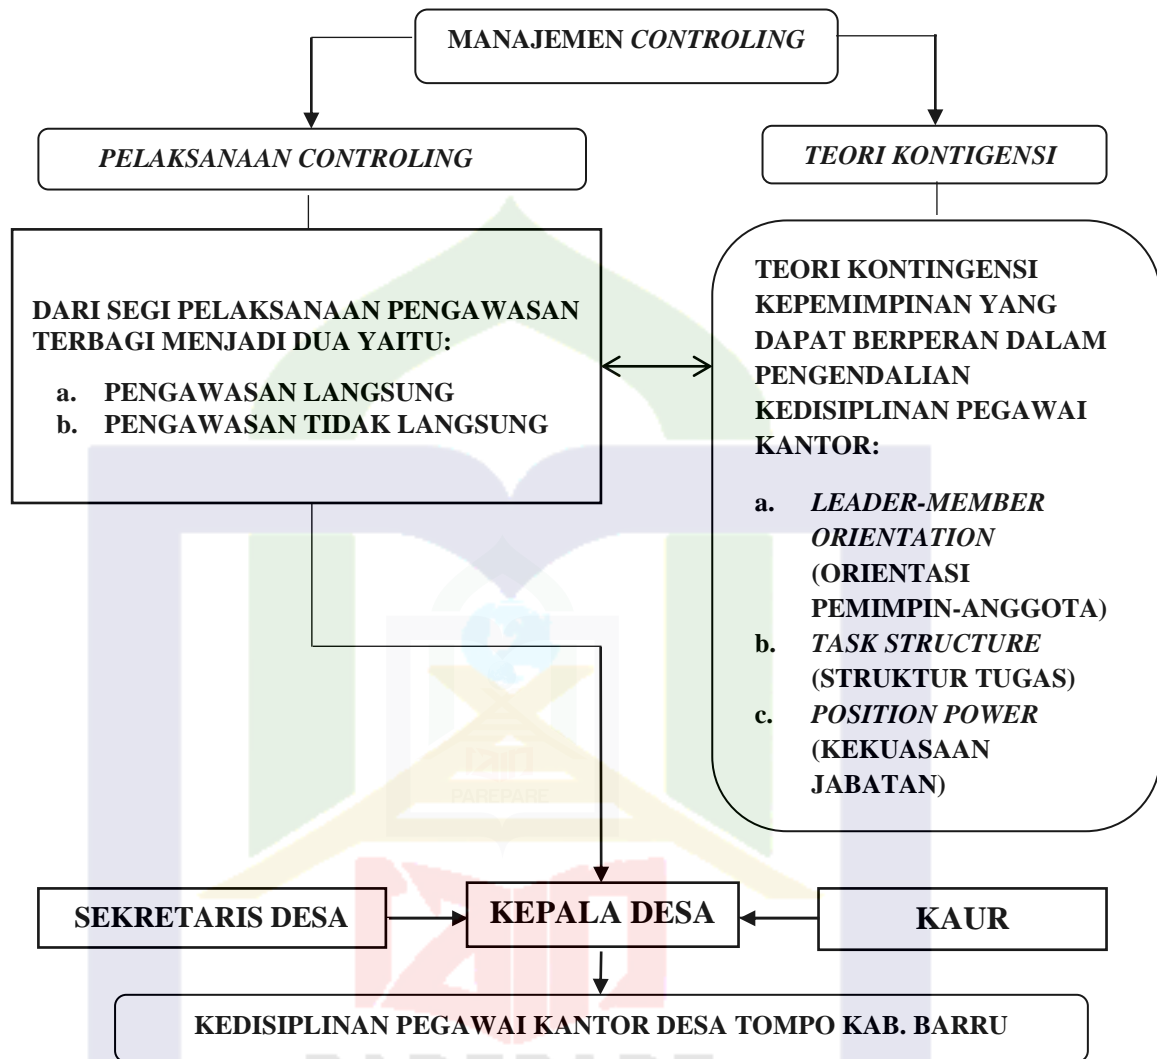 MANAJEMEN CONTROLING
PELAKSANAAN CONTROLING
TEORI KONTIGENSI
DARI SEGI PELAKSANAAN PENGAWASAN
TERBAGI MENJADI DUA YAITU:
a. PENGAWASAN LANGSUNG
b. PENGAWASAN TIDAK LANGSUNG
TEORI KONTINGENSI
KEPEMIMPINAN YANG
DAPAT BERPERAN DALAM
PENGENDALIAN
KEDISIPLINAN PEGAWAI
KANTOR:
a. LEADER-MEMBER
ORIENTATION
(ORIENTASI
PEMIMPIN-ANGGOTA)
b. TASK STRUCTURE
(STRUKTUR TUGAS)
c. POSITION POWER
(KEKUASAAN
JABATAN)
PAREPARE
SEKRETARIS DESA
KEPALA DESA
KAUR
KEDISIPLINAN PEGAWAI KANTOR DESA TOMPO KAB. BARRU
PAREPARE